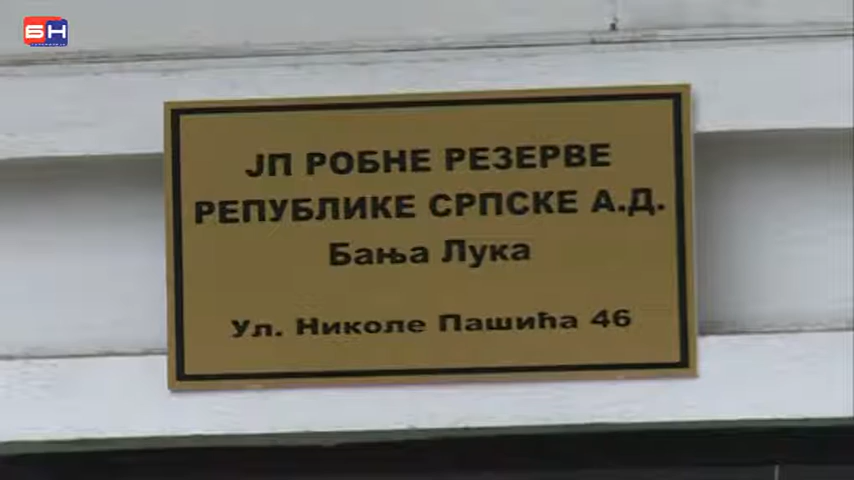 БН
ЈП РОБНЕ РЕЗЕРВЕ
РЕПУБЛИКЕ СРПСКЕ А.Д.
Бања Лука
Ул. Николе Пашића 46